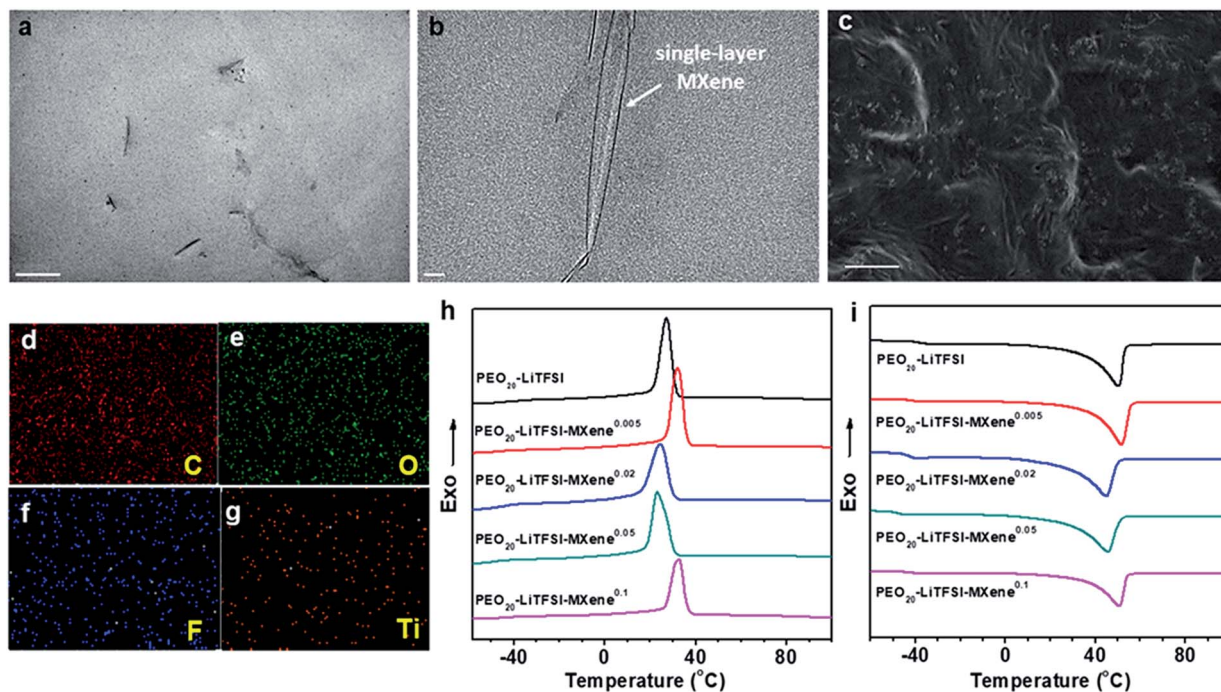 a
b
single-layer
MXene
c
d
C
e
O
f
F
g
Ti
h
PEO₂₀-LiTFSI
PEO₂₀-LiTFSI-MXene⁰·⁰⁰⁵
PEO₂₀-LiTFSI-MXene⁰·⁰²
PEO₂₀-LiTFSI-MXene⁰·⁰⁵
PEO₂₀-LiTFSI-MXene⁰·¹
Exo
-40 0 40 80
Temperature (°C)
i
PEO₂₀-LiTFSI
PEO₂₀-LiTFSI-MXene⁰·⁰⁰⁵
PEO₂₀-LiTFSI-MXene⁰·⁰²
PEO₂₀-LiTFSI-MXene⁰·⁰⁵
PEO₂₀-LiTFSI-MXene⁰·¹
Exo
-40 0 40 80
Temperature (°C)